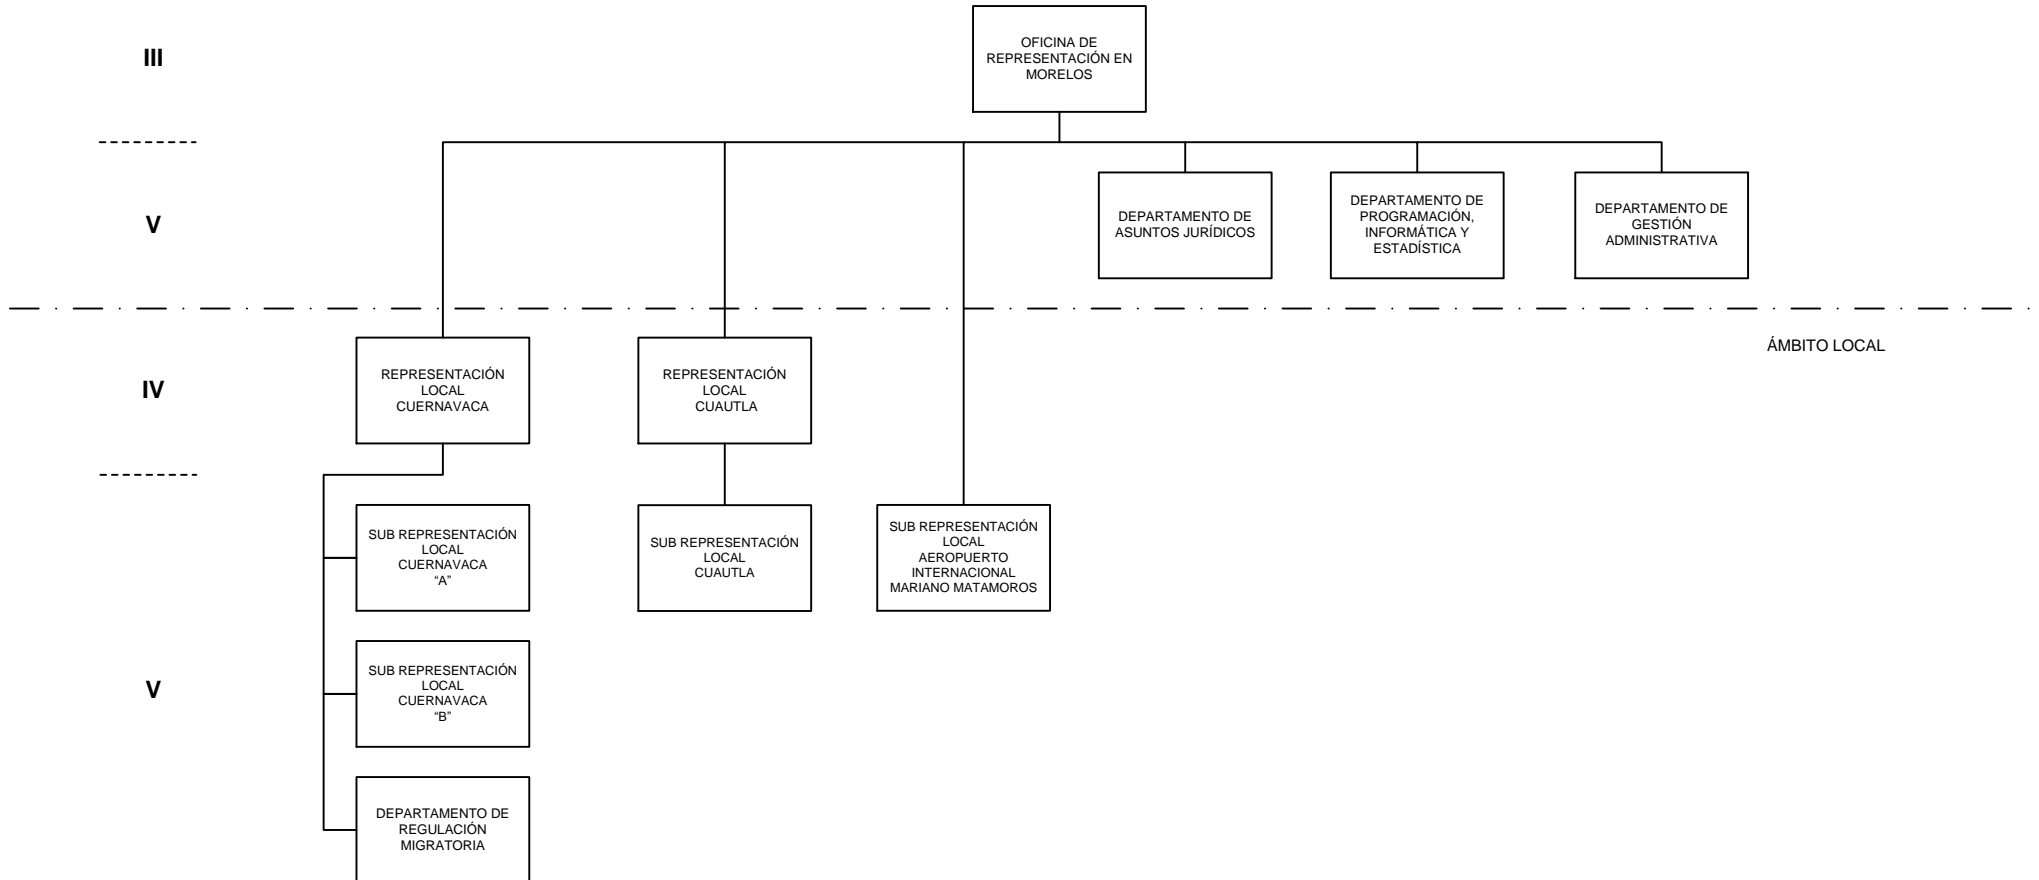 III
OFICINA DE
REPRESENTACIÓN EN
MORELOS
V
DEPARTAMENTO DE
ASUNTOS JURÍDICOS
DEPARTAMENTO DE
PROGRAMACIÓN,
INFORMÁTICA Y
ESTADÍSTICA
DEPARTAMENTO DE
GESTIÓN
ADMINISTRATIVA
ÁMBITO LOCAL
IV
REPRESENTACIÓN
LOCAL
CUERNAVACA
REPRESENTACIÓN
LOCAL
CUAUTLA
SUB REPRESENTACIÓN
LOCAL
CUERNAVACA
“A”
SUB REPRESENTACIÓN
LOCAL
CUAUTLA
SUB REPRESENTACIÓN
LOCAL
AEROPUERTO
INTERNACIONAL
MARIANO MATAMOROS
V
SUB REPRESENTACIÓN
LOCAL
CUERNAVACA
“B”
DEPARTAMENTO DE
REGULACIÓN
MIGRATORIA